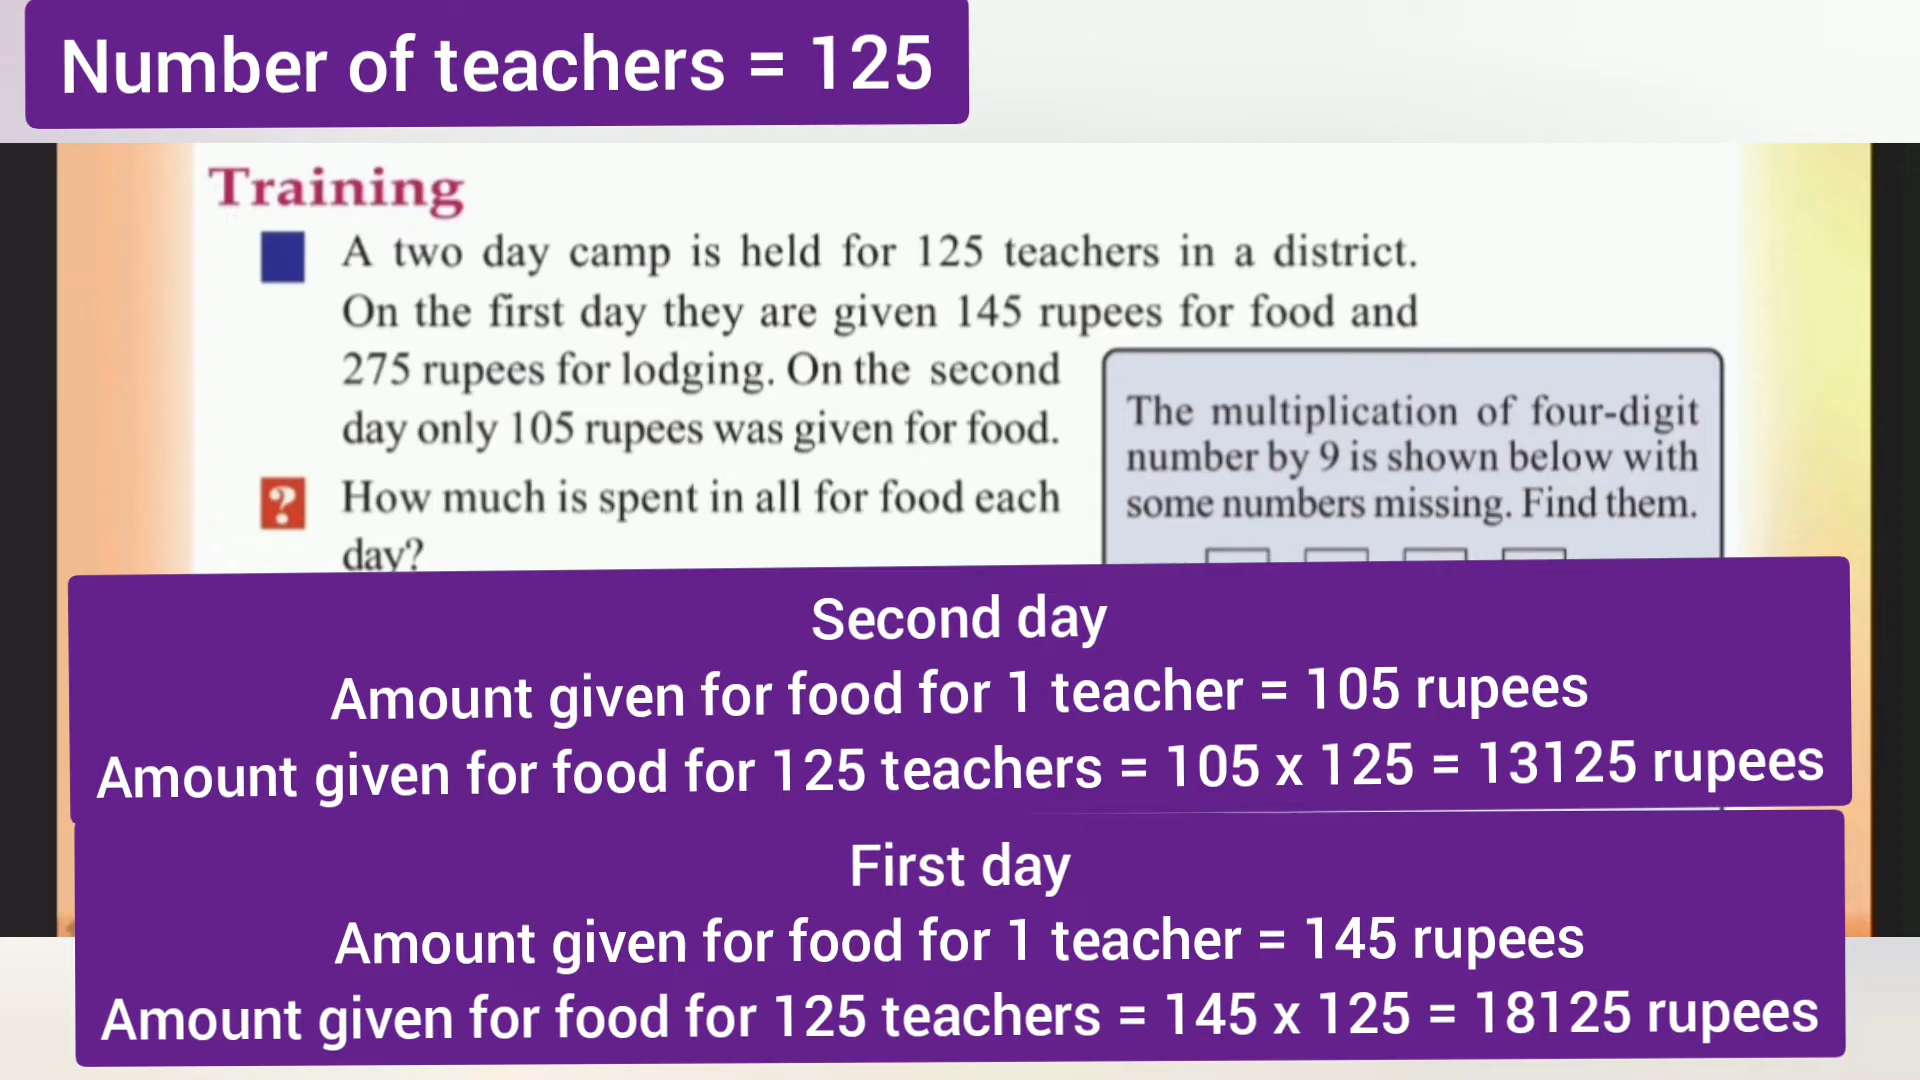 Number of teachers = 125
Training
A two day camp is held for 125 teachers in a district.
On the first day they are given 145 rupees for food and
275 rupees for lodging. On the second
day only 105 rupees was given for food.
? How much is spent in all for food each
day?
The multiplication of four-digit
number by 9 is shown below with
some numbers missing. Find them.
Second day
Amount given for food for 1 teacher = 105 rupees
Amount given for food for 125 teachers = 105 x 125 = 13125 rupees
First day
Amount given for food for 1 teacher = 145 rupees
Amount given for food for 125 teachers = 145 x 125 = 18125 rupees